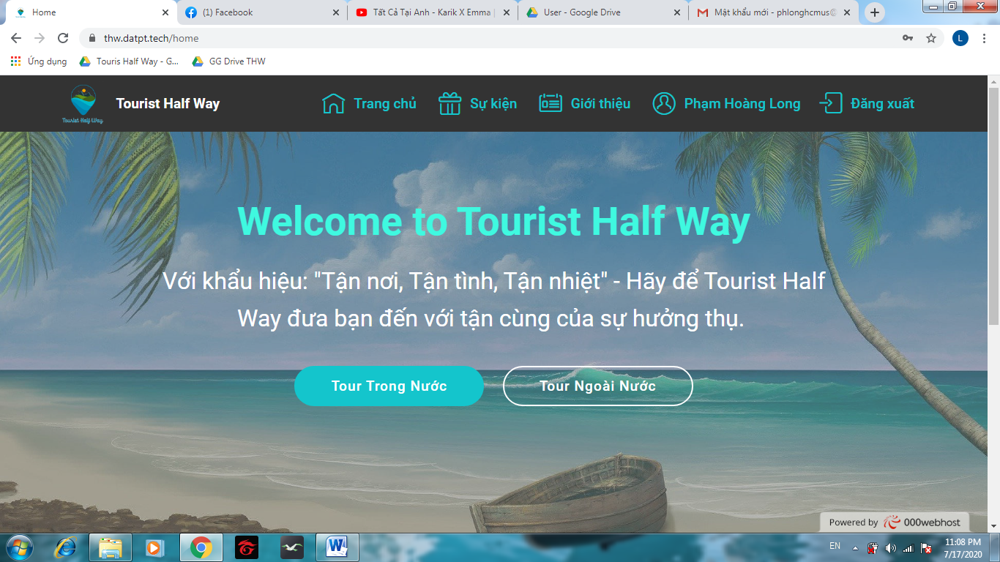 Home
(1) Facebook
Tất Cả Tại Anh - Karik X Emma |
User - Google Drive
Mật khẩu mới - phlonghcmus@
thw.datpt.tech/home
L
Ứng dụng
Touris Half Way - G...
GG Drive THW
Tourist Half Way
Tourist Half Way
Trang chủ
Sự kiện
Giới thiệu
Phạm Hoàng Long
Đăng xuất
Welcome to Tourist Half Way
Với khẩu hiệu: "Tận nơi, Tận tình, Tận nhiệt" - Hãy để Tourist Half
Way đưa bạn đến với tận cùng của sự hưởng thụ.
Tour Trong Nước
Tour Ngoài Nước
Powered by 000webhost
EN
11:08 PM
7/17/2020